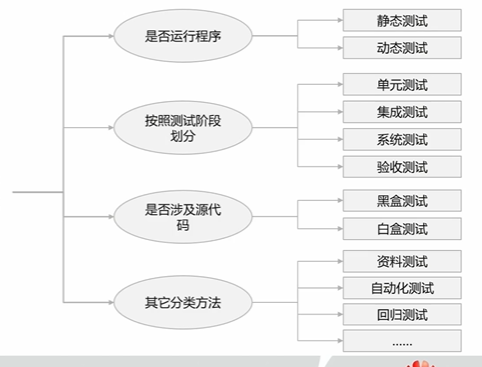 是否运行程序
静态测试
动态测试
按照测试阶段
划分
单元测试
集成测试
系统测试
验收测试
是否涉及源代
码
黑盒测试
白盒测试
其它分类方法
资料测试
自动化测试
回归测试
......